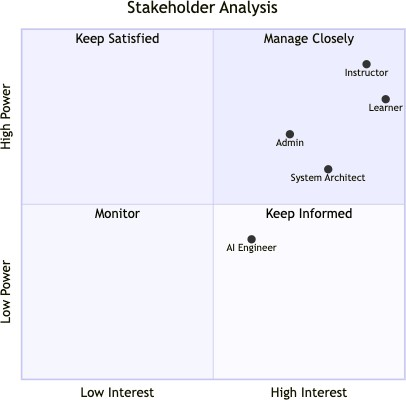 Stakeholder Analysis
Keep Satisfied
Manage Closely
Instructor
Learner
Admin
System Architect
High Power
Monitor
Keep Informed
AI Engineer
Low Power
Low Interest
High Interest